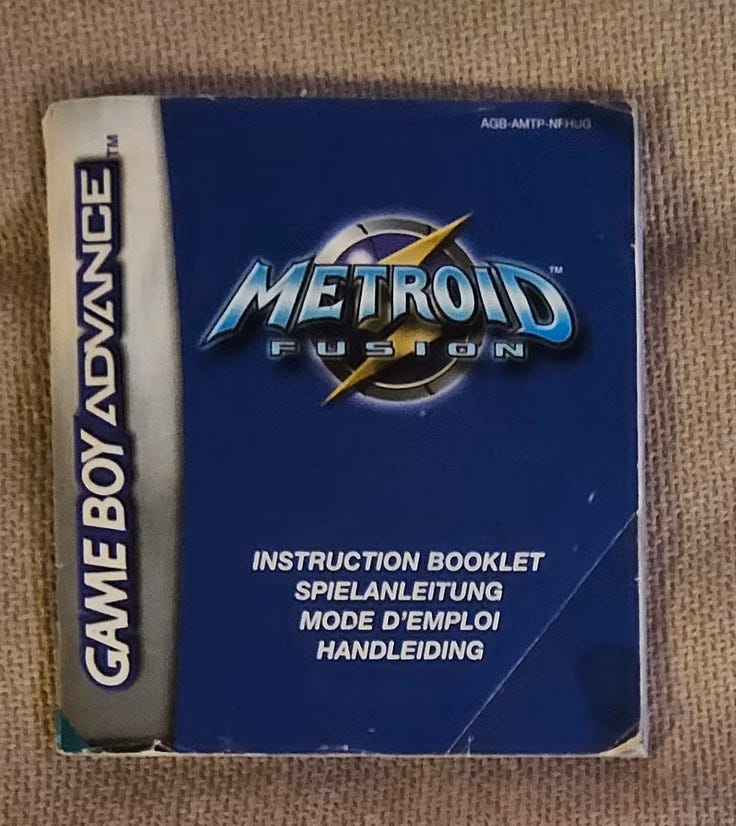 AGB-AMTP-NFHUG
GAME BOY ADVANCE™
METROID™
FUSION
INSTRUCTION BOOKLET
SPIELANLEITUNG
MODE D'EMPLOI
HANDLEIDING